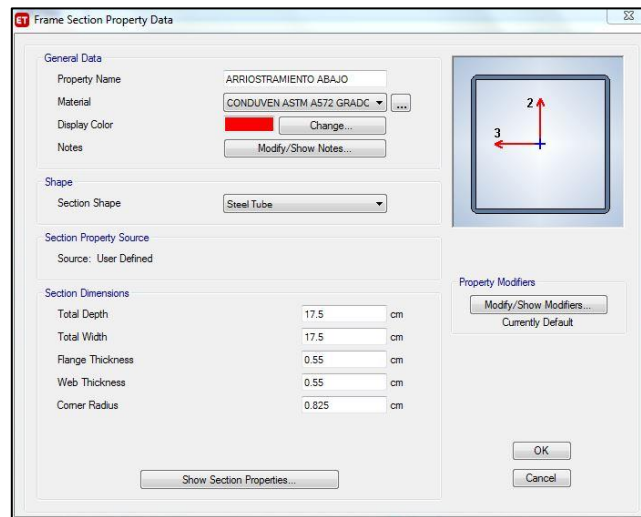 ET Frame Section Property Data
General Data
Property Name ARRIOSTRAMIENTO ABAJO
Material CONDUVEN ASTM A572 GRADC ...
Display Color Change...
Notes Modify/Show Notes...
Shape
Section Shape Steel Tube
Section Property Source
Source: User Defined
Section Dimensions
Total Depth 17.5 cm
Total Width 17.5 cm
Flange Thickness 0.55 cm
Web Thickness 0.55 cm
Corner Radius 0.825 cm
Show Section Properties...
2
3
Property Modifiers
Modify/Show Modifiers...
Currently Default
OK
Cancel